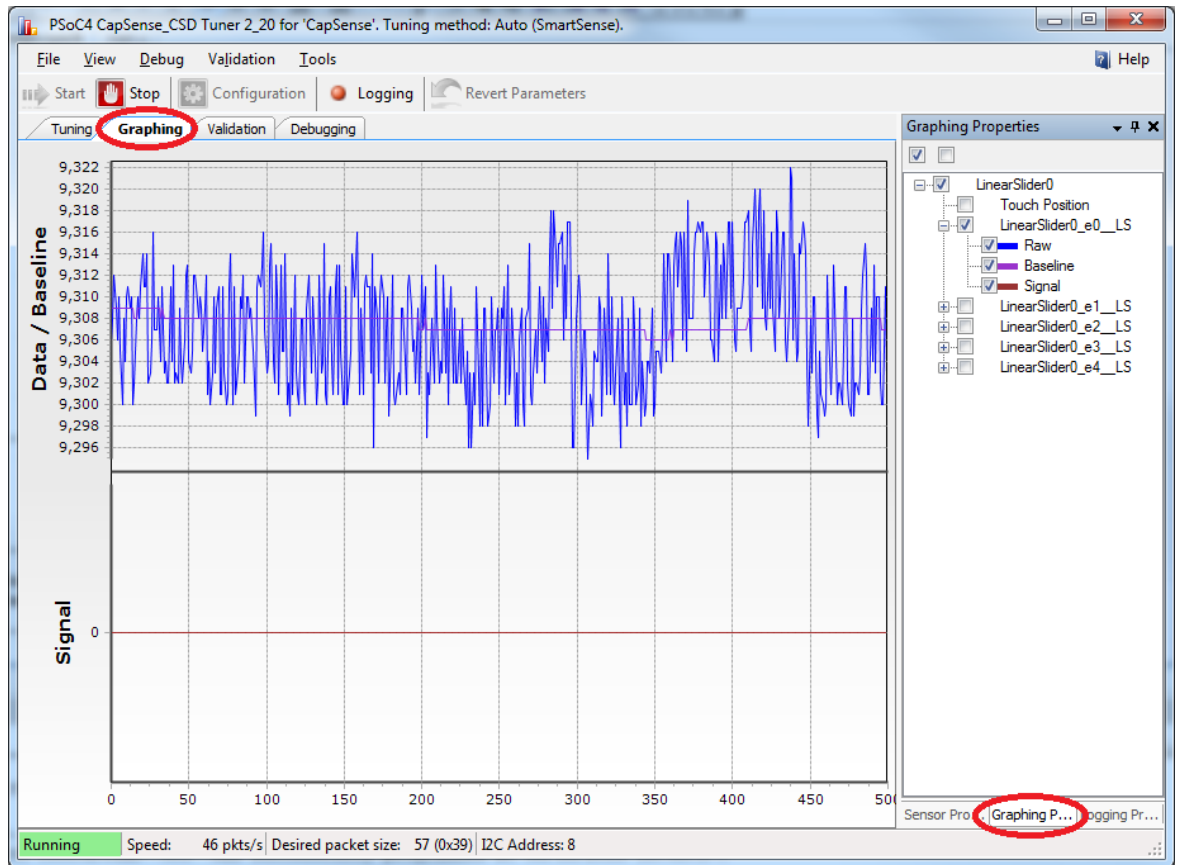 PSoC4 CapSense_CSD Tuner 2_20 for 'CapSense'. Tuning method: Auto (SmartSense).
File View Debug Validation Tools Help
Start Stop Configuration Logging Revert Parameters
Tuning Graphing Validation Debugging
Graphing Properties
LinearSlider0
Touch Position
LinearSlider0_e0__LS
Raw
Baseline
Signal
LinearSlider0_e1__LS
LinearSlider0_e2__LS
LinearSlider0_e3__LS
LinearSlider0_e4__LS
Data / Baseline
9,322
9,320
9,318
9,316
9,314
9,312
9,310
9,308
9,306
9,304
9,302
9,300
9,298
9,296
Signal
0
0 50 100 150 200 250 300 350 400 450 50
Sensor Pro... Graphing P... ogging Pr...
Running Speed: 46 pkts/s Desired packet size: 57 (0x39) I2C Address: 8